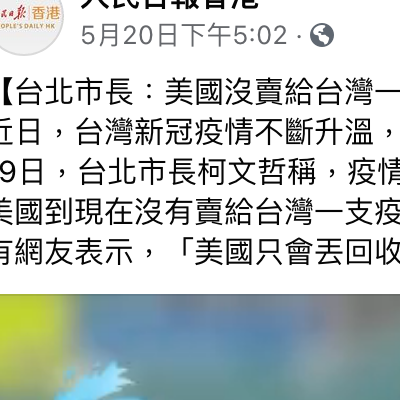 人民日報 香港
PEOPLE'S DAILY HK
人民日報香港
5月20日下午5:02 ·
【台北市長：美國沒賣給台灣一
近日，台灣新冠疫情不斷升溫，
19日，台北市長柯文哲稱，疫情
美國到現在沒有賣給台灣一支疫
有網友表示，「美國只會丟回收